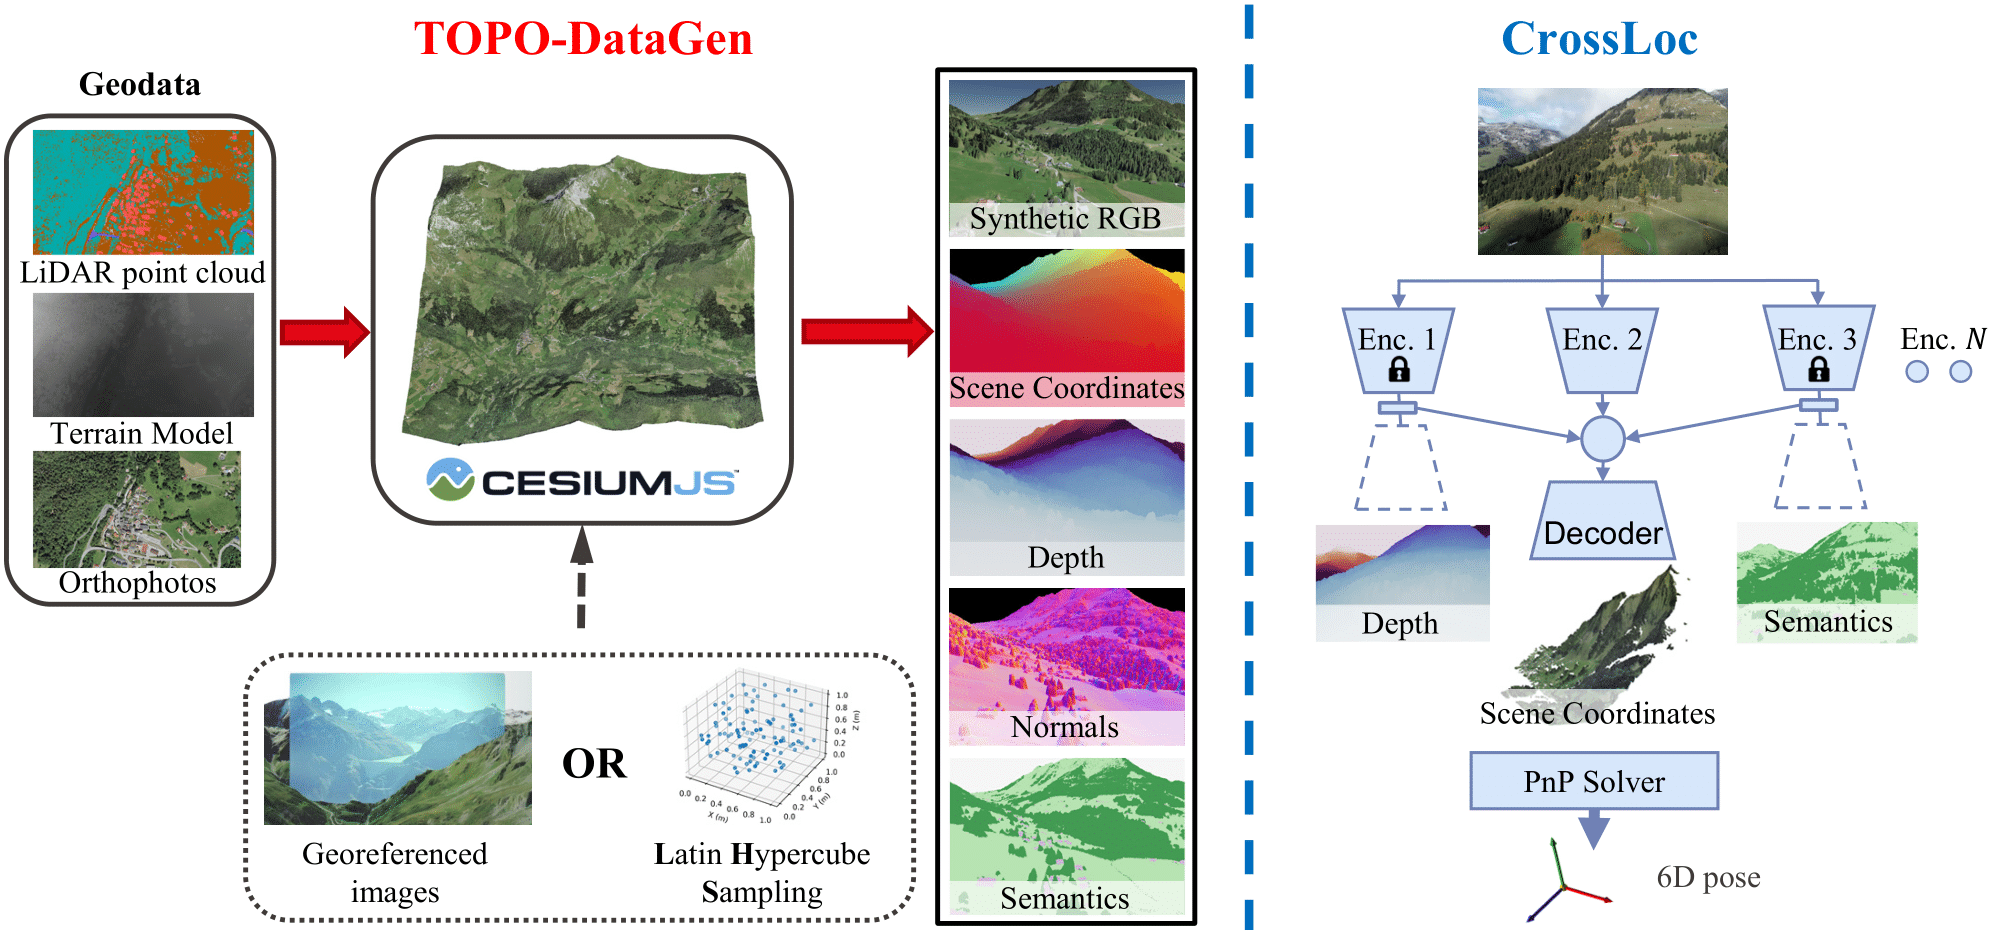 TOPO-DataGen
Geodata
LiDAR point cloud
Terrain Model
Orthophotos
CESIUMJS™
Georeferenced
images
OR
1.0
0.8
0.6
0.4
0.2
0.0
Z (m)
0.0 0.2 0.4 0.6 0.8 1.0
X (m)
0.0 0.2 0.4 0.6 0.8 1.0
Y (m)
Latin Hypercube
Sampling
Synthetic RGB
Scene Coordinates
Depth
Normals
Semantics
CrossLoc
Enc. 1
Enc. 2
Enc. 3
Enc. N
Decoder
Depth
Semantics
Scene Coordinates
PnP Solver
6D pose